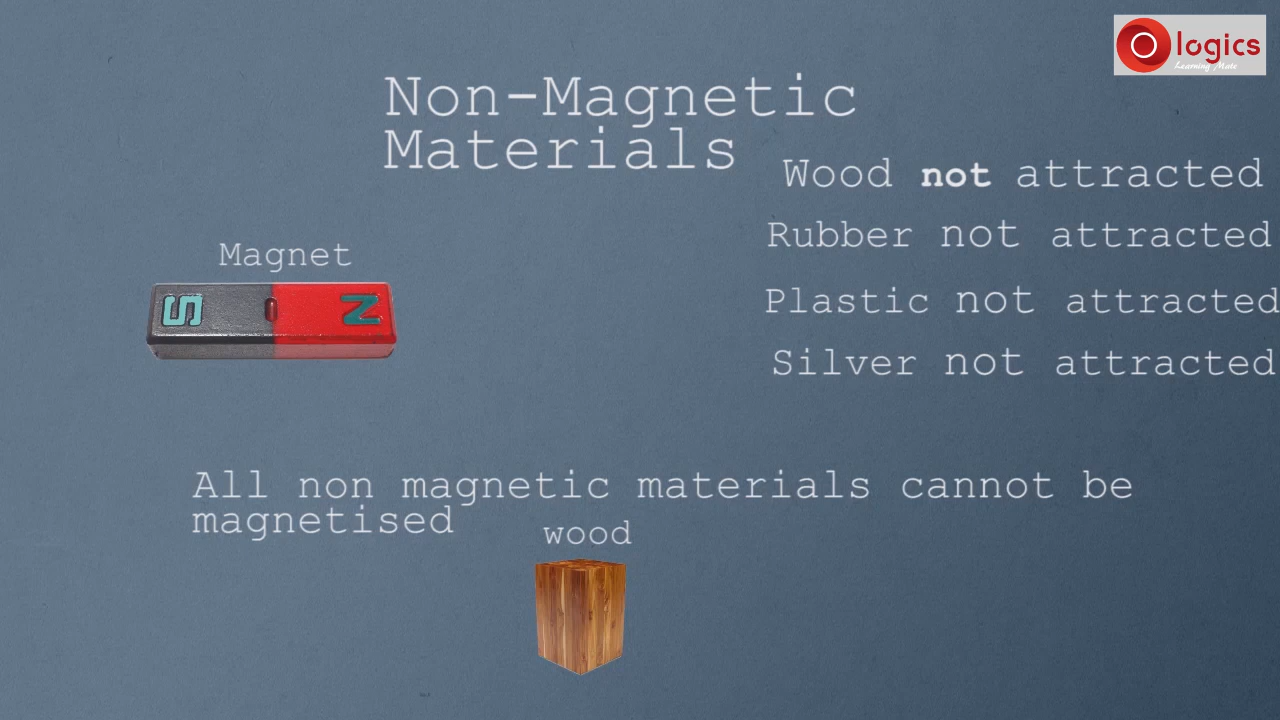 logics
Learning Mate
Non-Magnetic
Materials
Wood not attracted
Rubber not attracted
Plastic not attracted
Silver not attracted
Magnet
S N
All non magnetic materials cannot be
magnetised
wood